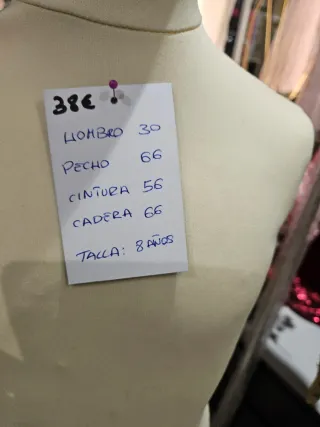 38€
HOMBRO 30
PECHO 66
CINTURA 56
CADERA 66
TALLA: 8 AÑOS